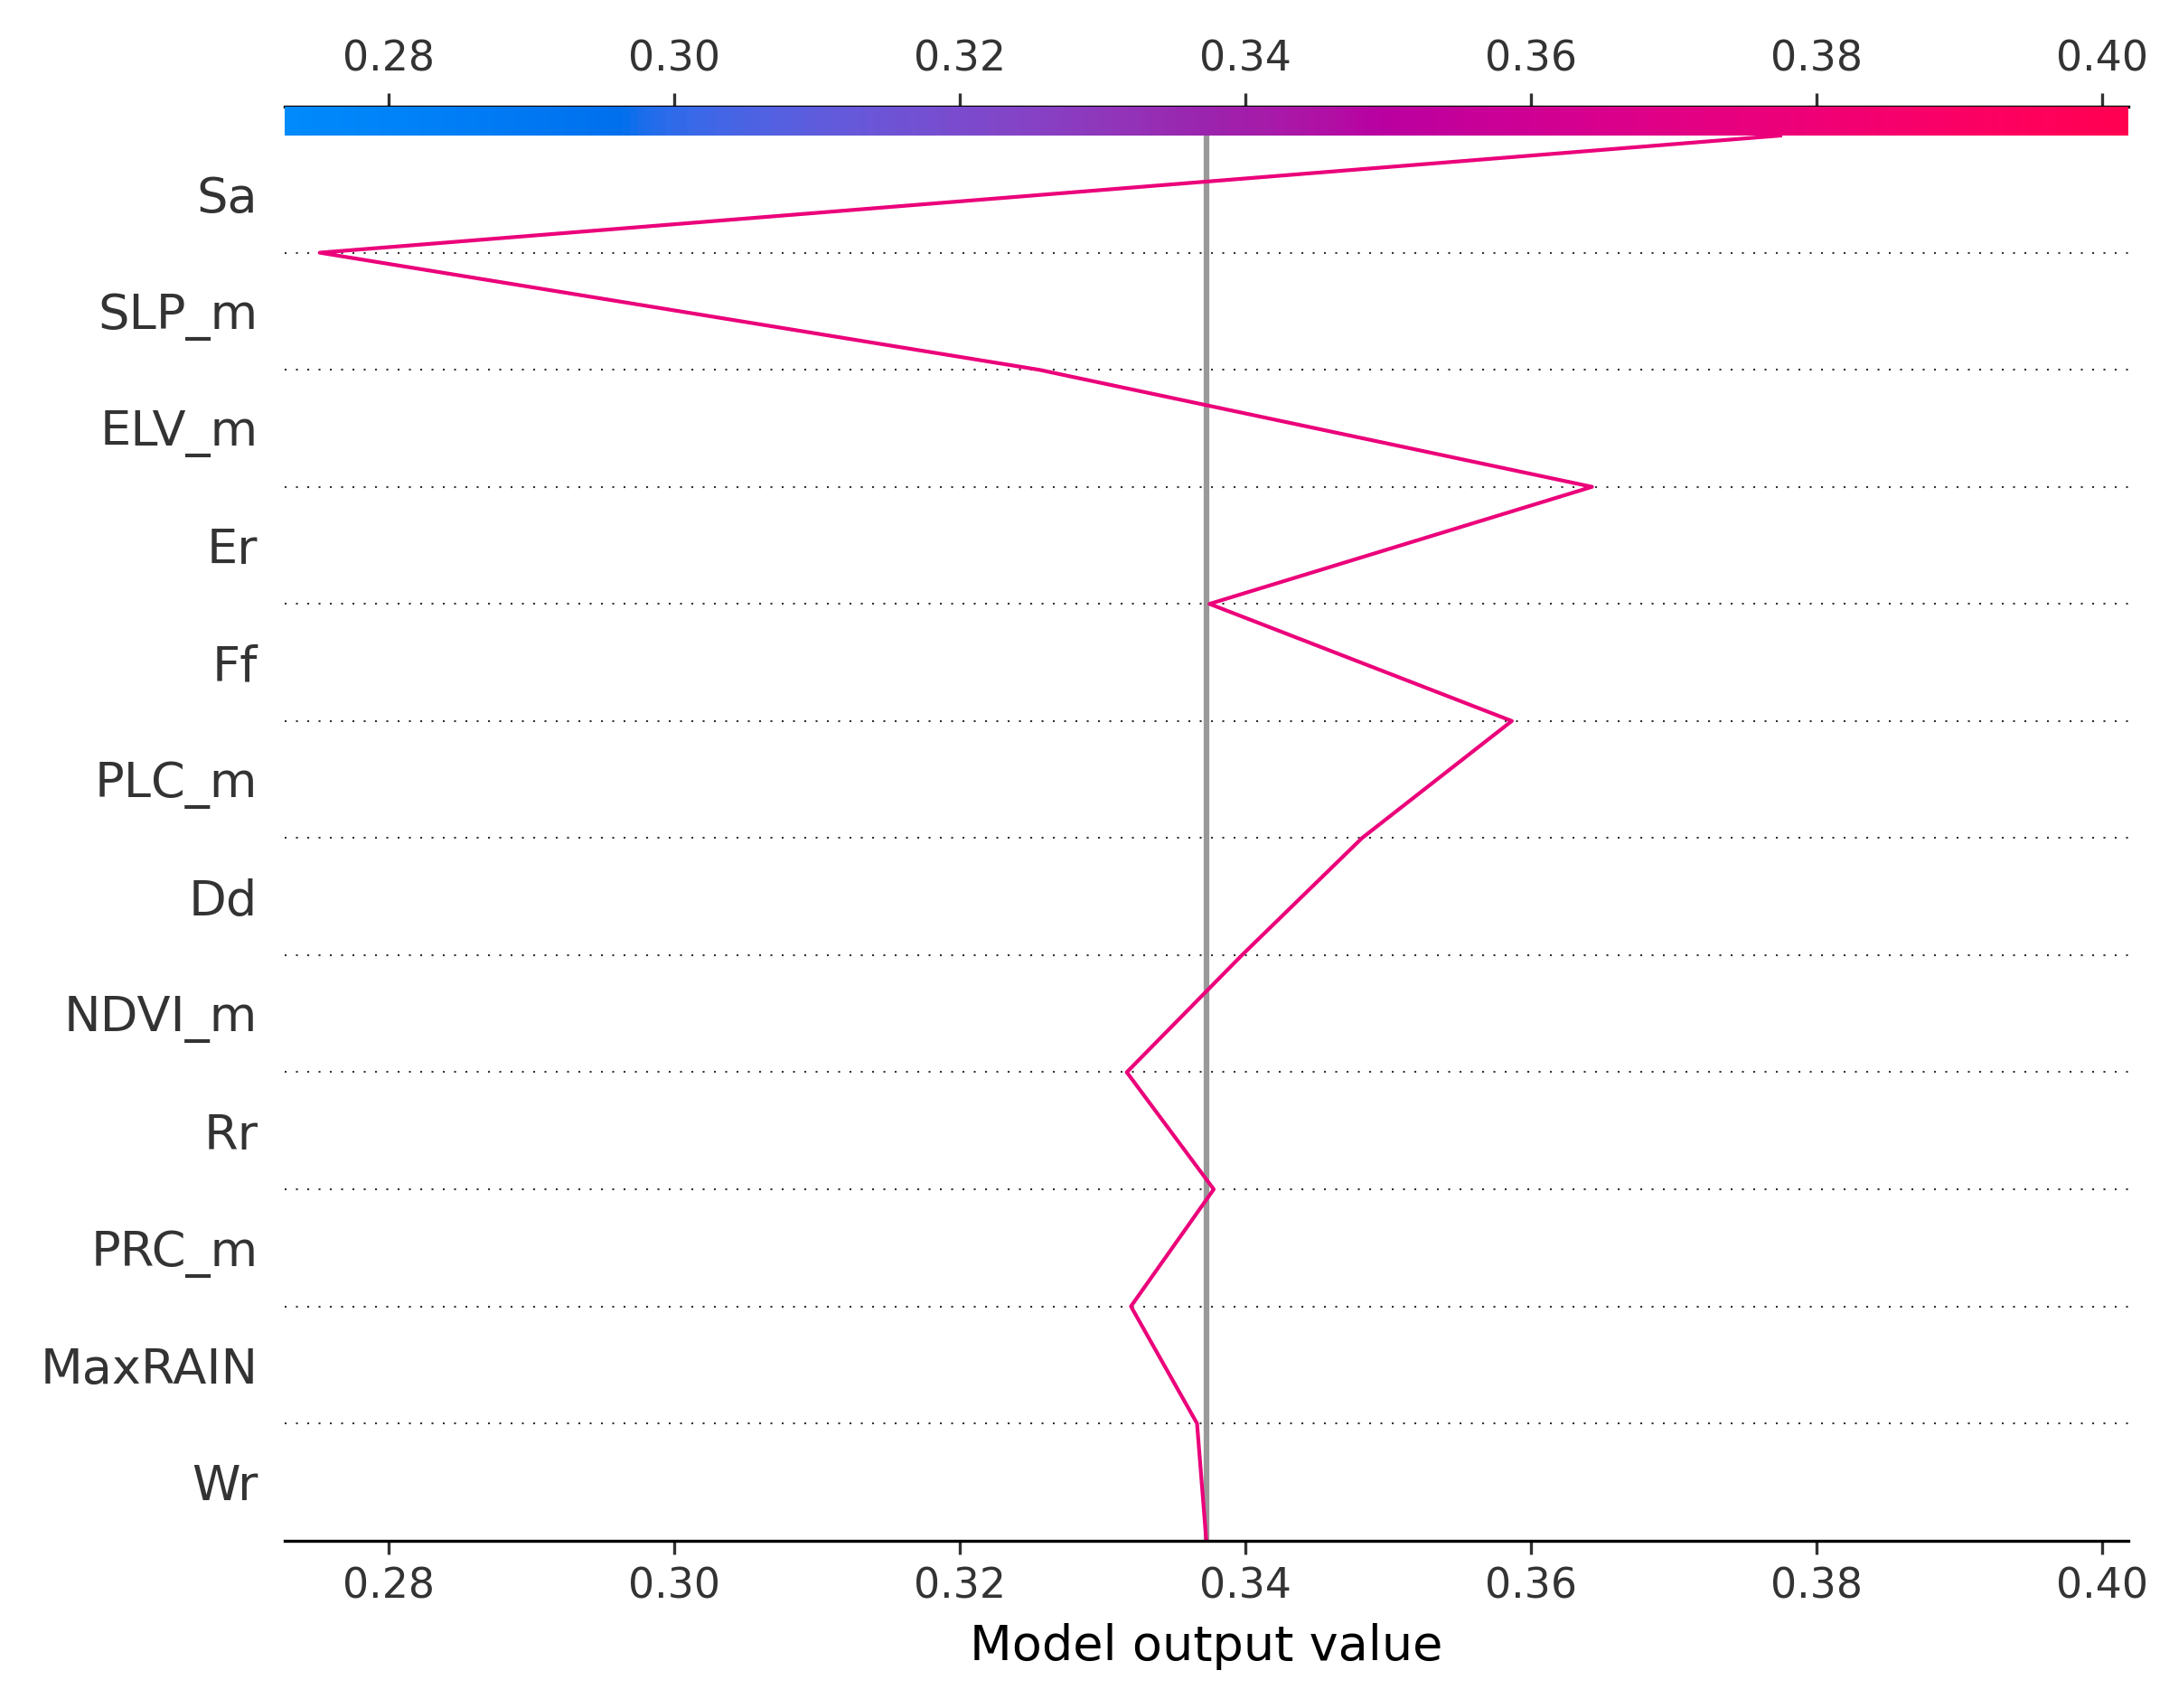 0.28 0.30 0.32 0.34 0.36 0.38 0.40
Sa
SLP_m
ELV_m
Er
Ff
PLC_m
Dd
NDVI_m
Rr
PRC_m
MaxRAIN
Wr
0.28 0.30 0.32 0.34 0.36 0.38 0.40
Model output value